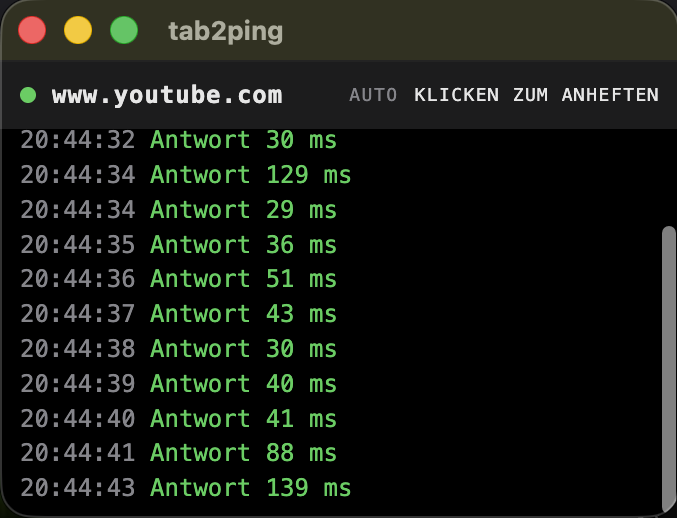 tab2ping
www.youtube.com AUTO KLICKEN ZUM ANHEFTEN
20:44:32 Antwort 30 ms
20:44:34 Antwort 129 ms
20:44:34 Antwort 29 ms
20:44:35 Antwort 36 ms
20:44:36 Antwort 51 ms
20:44:37 Antwort 43 ms
20:44:38 Antwort 30 ms
20:44:39 Antwort 40 ms
20:44:40 Antwort 41 ms
20:44:41 Antwort 88 ms
20:44:43 Antwort 139 ms